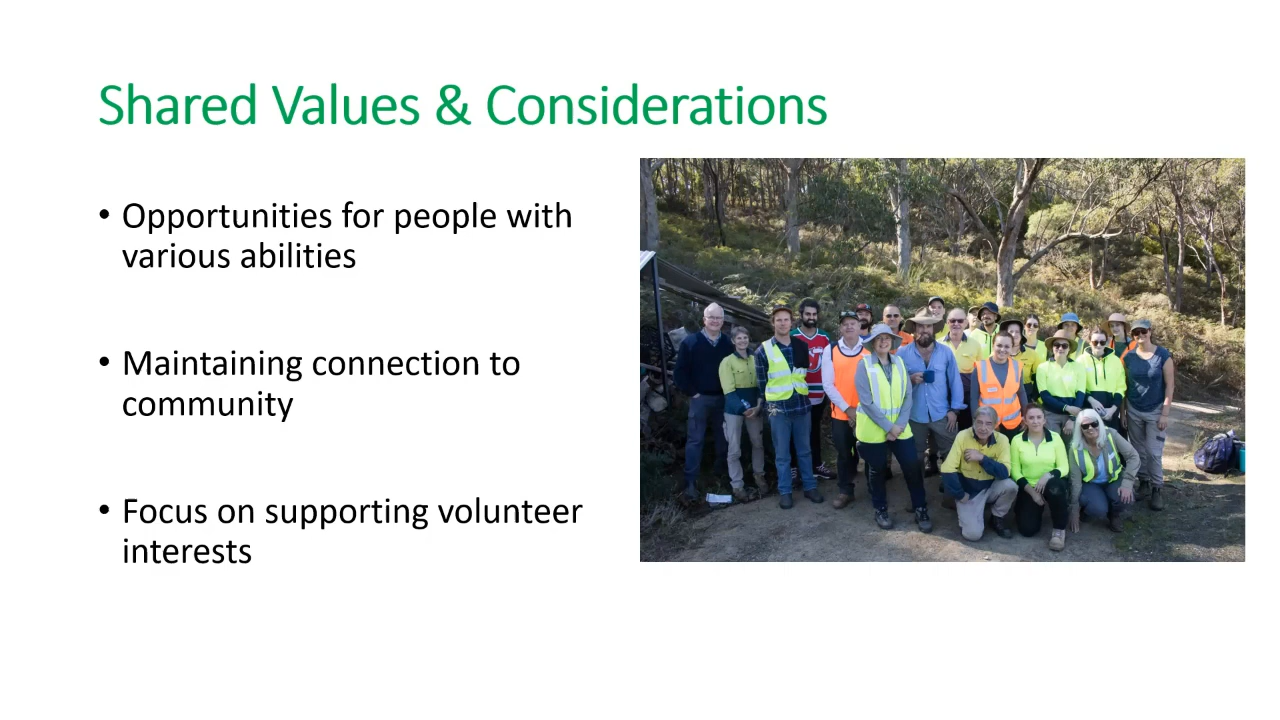 Shared Values & Considerations
• Opportunities for people with
various abilities
• Maintaining connection to
community
• Focus on supporting volunteer
interests